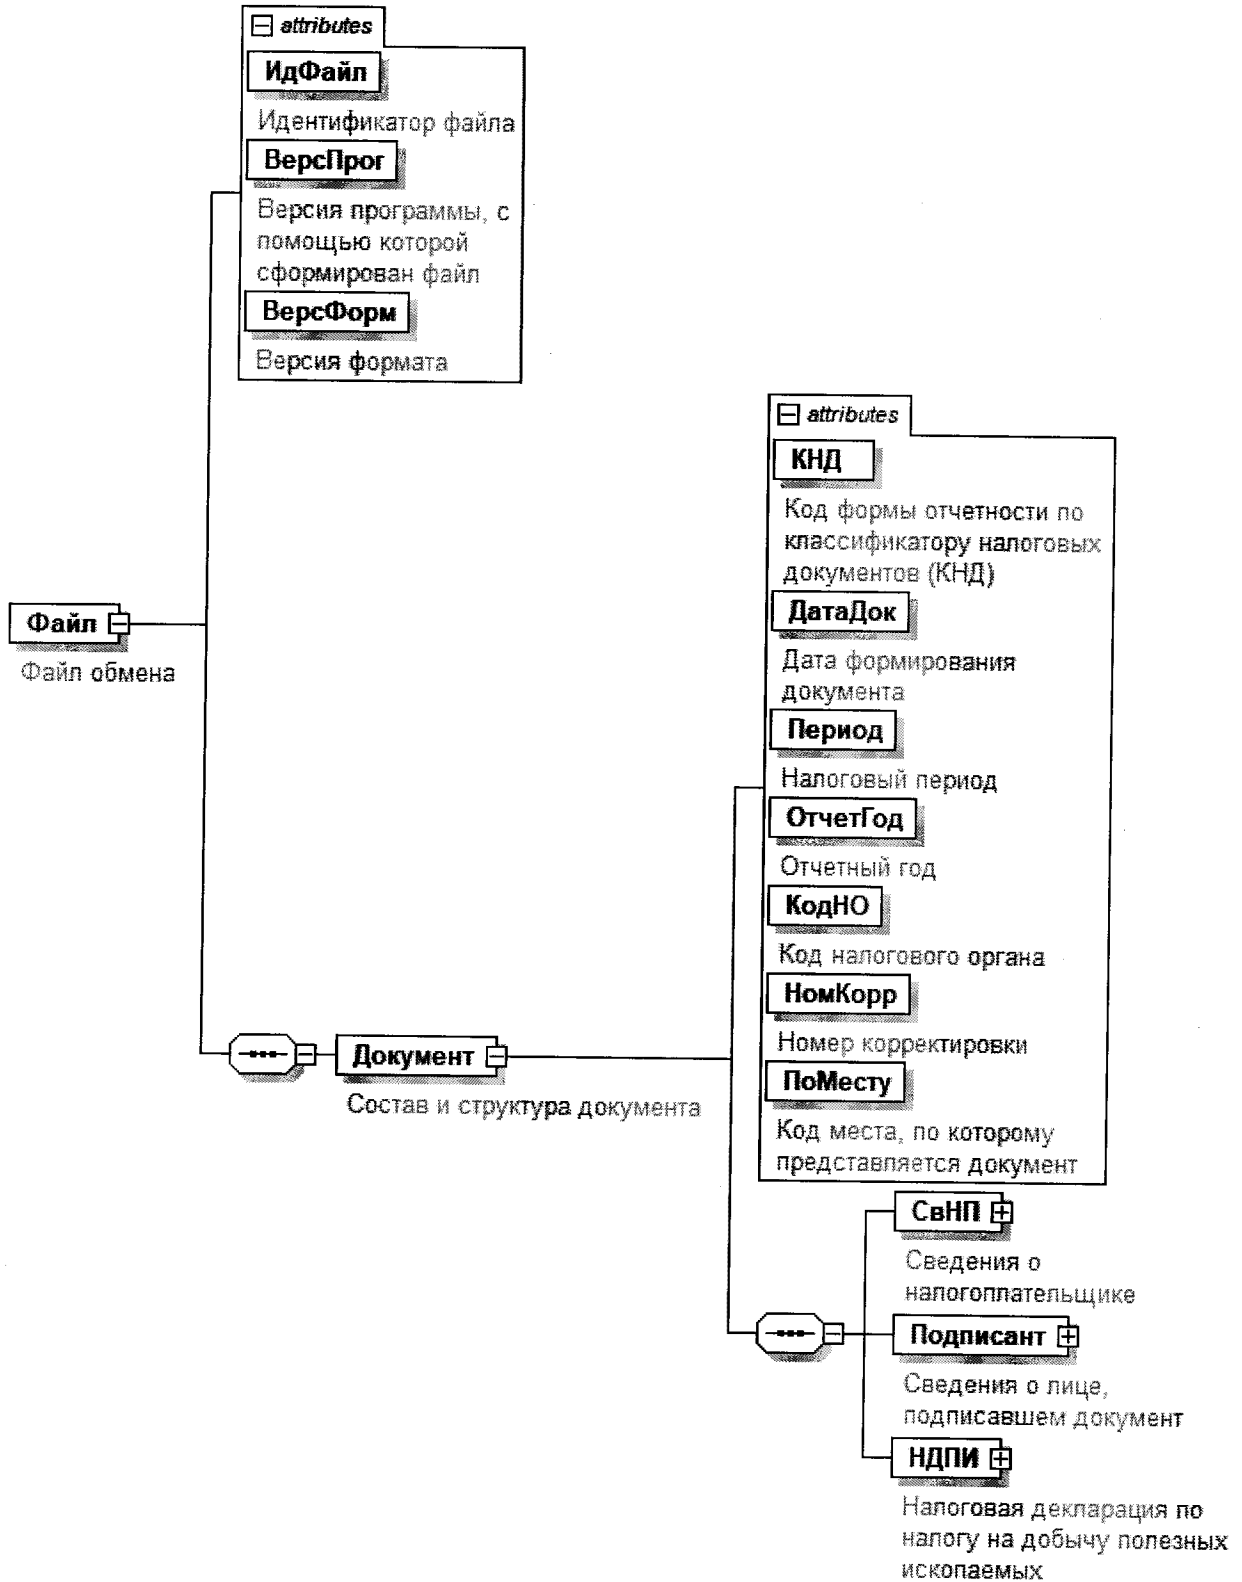 attributes
ИдФайл
Идентификатор файла
ВерсПрог
Версия программы, с
помощью которой
сформирован файл
ВерсФорм
Версия формата
Файл
Файл обмена
Документ
Состав и структура документа
attributes
КНД
Код формы отчетности по
классификатору налоговых
документов (КНД)
ДатаДок
Дата формирования
документа
Период
Налоговый период
ОтчетГод
Отчетный год
КодНО
Код налогового органа
НомКорр
Номер корректировки
ПоМесту
Код места, по которому
представляется документ
СвНП
Сведения о
налогоплательщике
Подписант
Сведения о лице,
подписавшем документ
НДПИ
Налоговая декларация по
налогу на добычу полезных
ископаемых